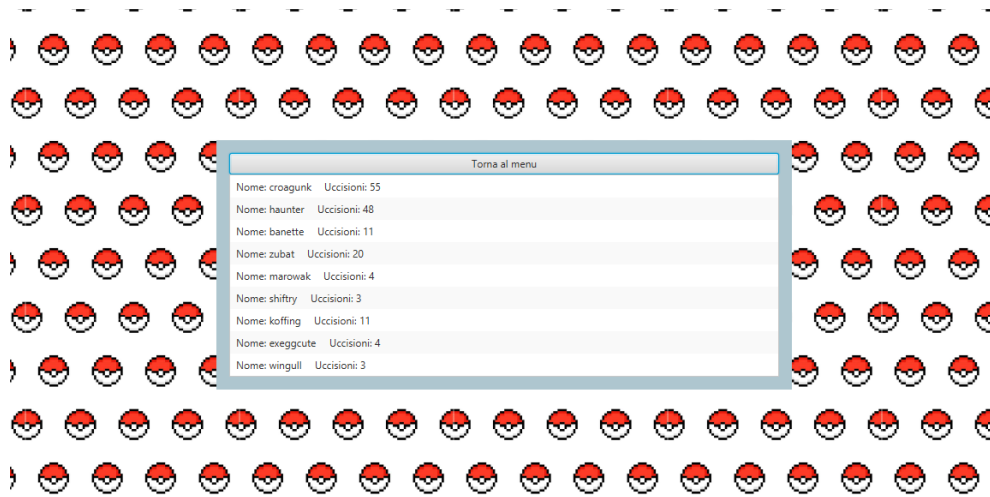 Torna al menu
Nome: croagunk Uccisioni: 55
Nome: haunter Uccisioni: 48
Nome: banette Uccisioni: 11
Nome: zubat Uccisioni: 20
Nome: marowak Uccisioni: 4
Nome: shiftry Uccisioni: 3
Nome: koffing Uccisioni: 11
Nome: exeggcute Uccisioni: 4
Nome: wingull Uccisioni: 3